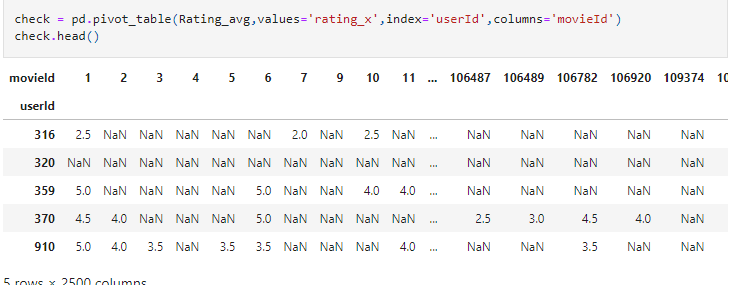 check = pd.pivot_table(Rating_avg,values='rating_x',index='userId',columns='movieId')
check.head()
movieId 1 2 3 4 5 6 7 9 10 11 ... 106487 106489 106782 106920 109374 10
userId
316 2.5 NaN NaN NaN NaN NaN 2.0 NaN 2.5 NaN ... NaN NaN NaN NaN NaN
320 NaN NaN NaN NaN NaN NaN NaN NaN NaN NaN ... NaN NaN NaN NaN NaN
359 5.0 NaN NaN NaN NaN 5.0 NaN NaN 4.0 4.0 ... NaN NaN NaN NaN NaN
370 4.5 4.0 NaN NaN NaN 5.0 NaN NaN NaN NaN ... 2.5 3.0 4.5 4.0 NaN
910 5.0 4.0 3.5 NaN 3.5 3.5 NaN NaN NaN 4.0 ... NaN NaN 3.5 NaN NaN
5 rows × 2500 columns